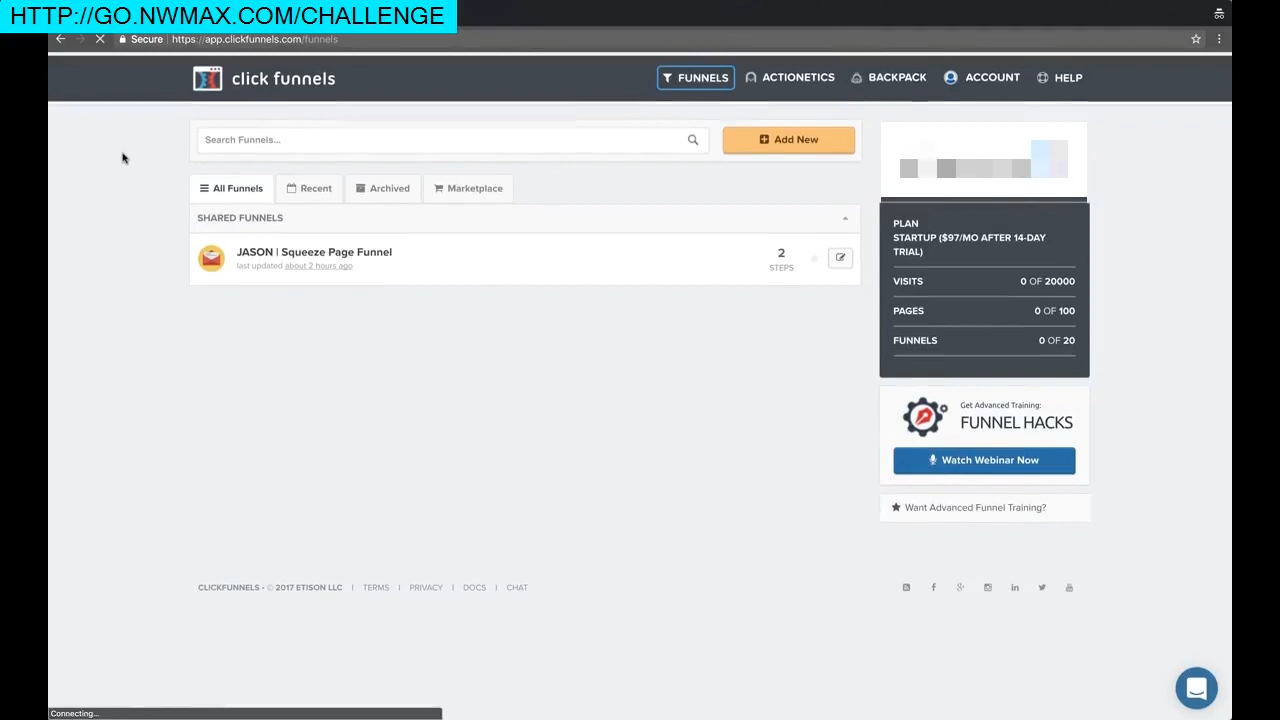 HTTP://GO.NWMAX.COM/CHALLENGE
Secure | https://app.clickfunnels.com/funnels
click funnels
FUNNELS
ACTIONETICS
BACKPACK
ACCOUNT
HELP
Search Funnels...
Add New
All Funnels
Recent
Archived
Marketplace
SHARED FUNNELS
JASON | Squeeze Page Funnel
last updated about 2 hours ago
2
STEPS
PLAN
STARTUP ($97/MO AFTER 14-DAY
TRIAL)
VISITS 0 OF 20000
PAGES 0 OF 100
FUNNELS 0 OF 20
Get Advanced Training:
FUNNEL HACKS
Watch Webinar Now
Want Advanced Funnel Training?
CLICKFUNNELS - © 2017 ETISON LLC | TERMS | PRIVACY | DOCS | CHAT
Connecting...